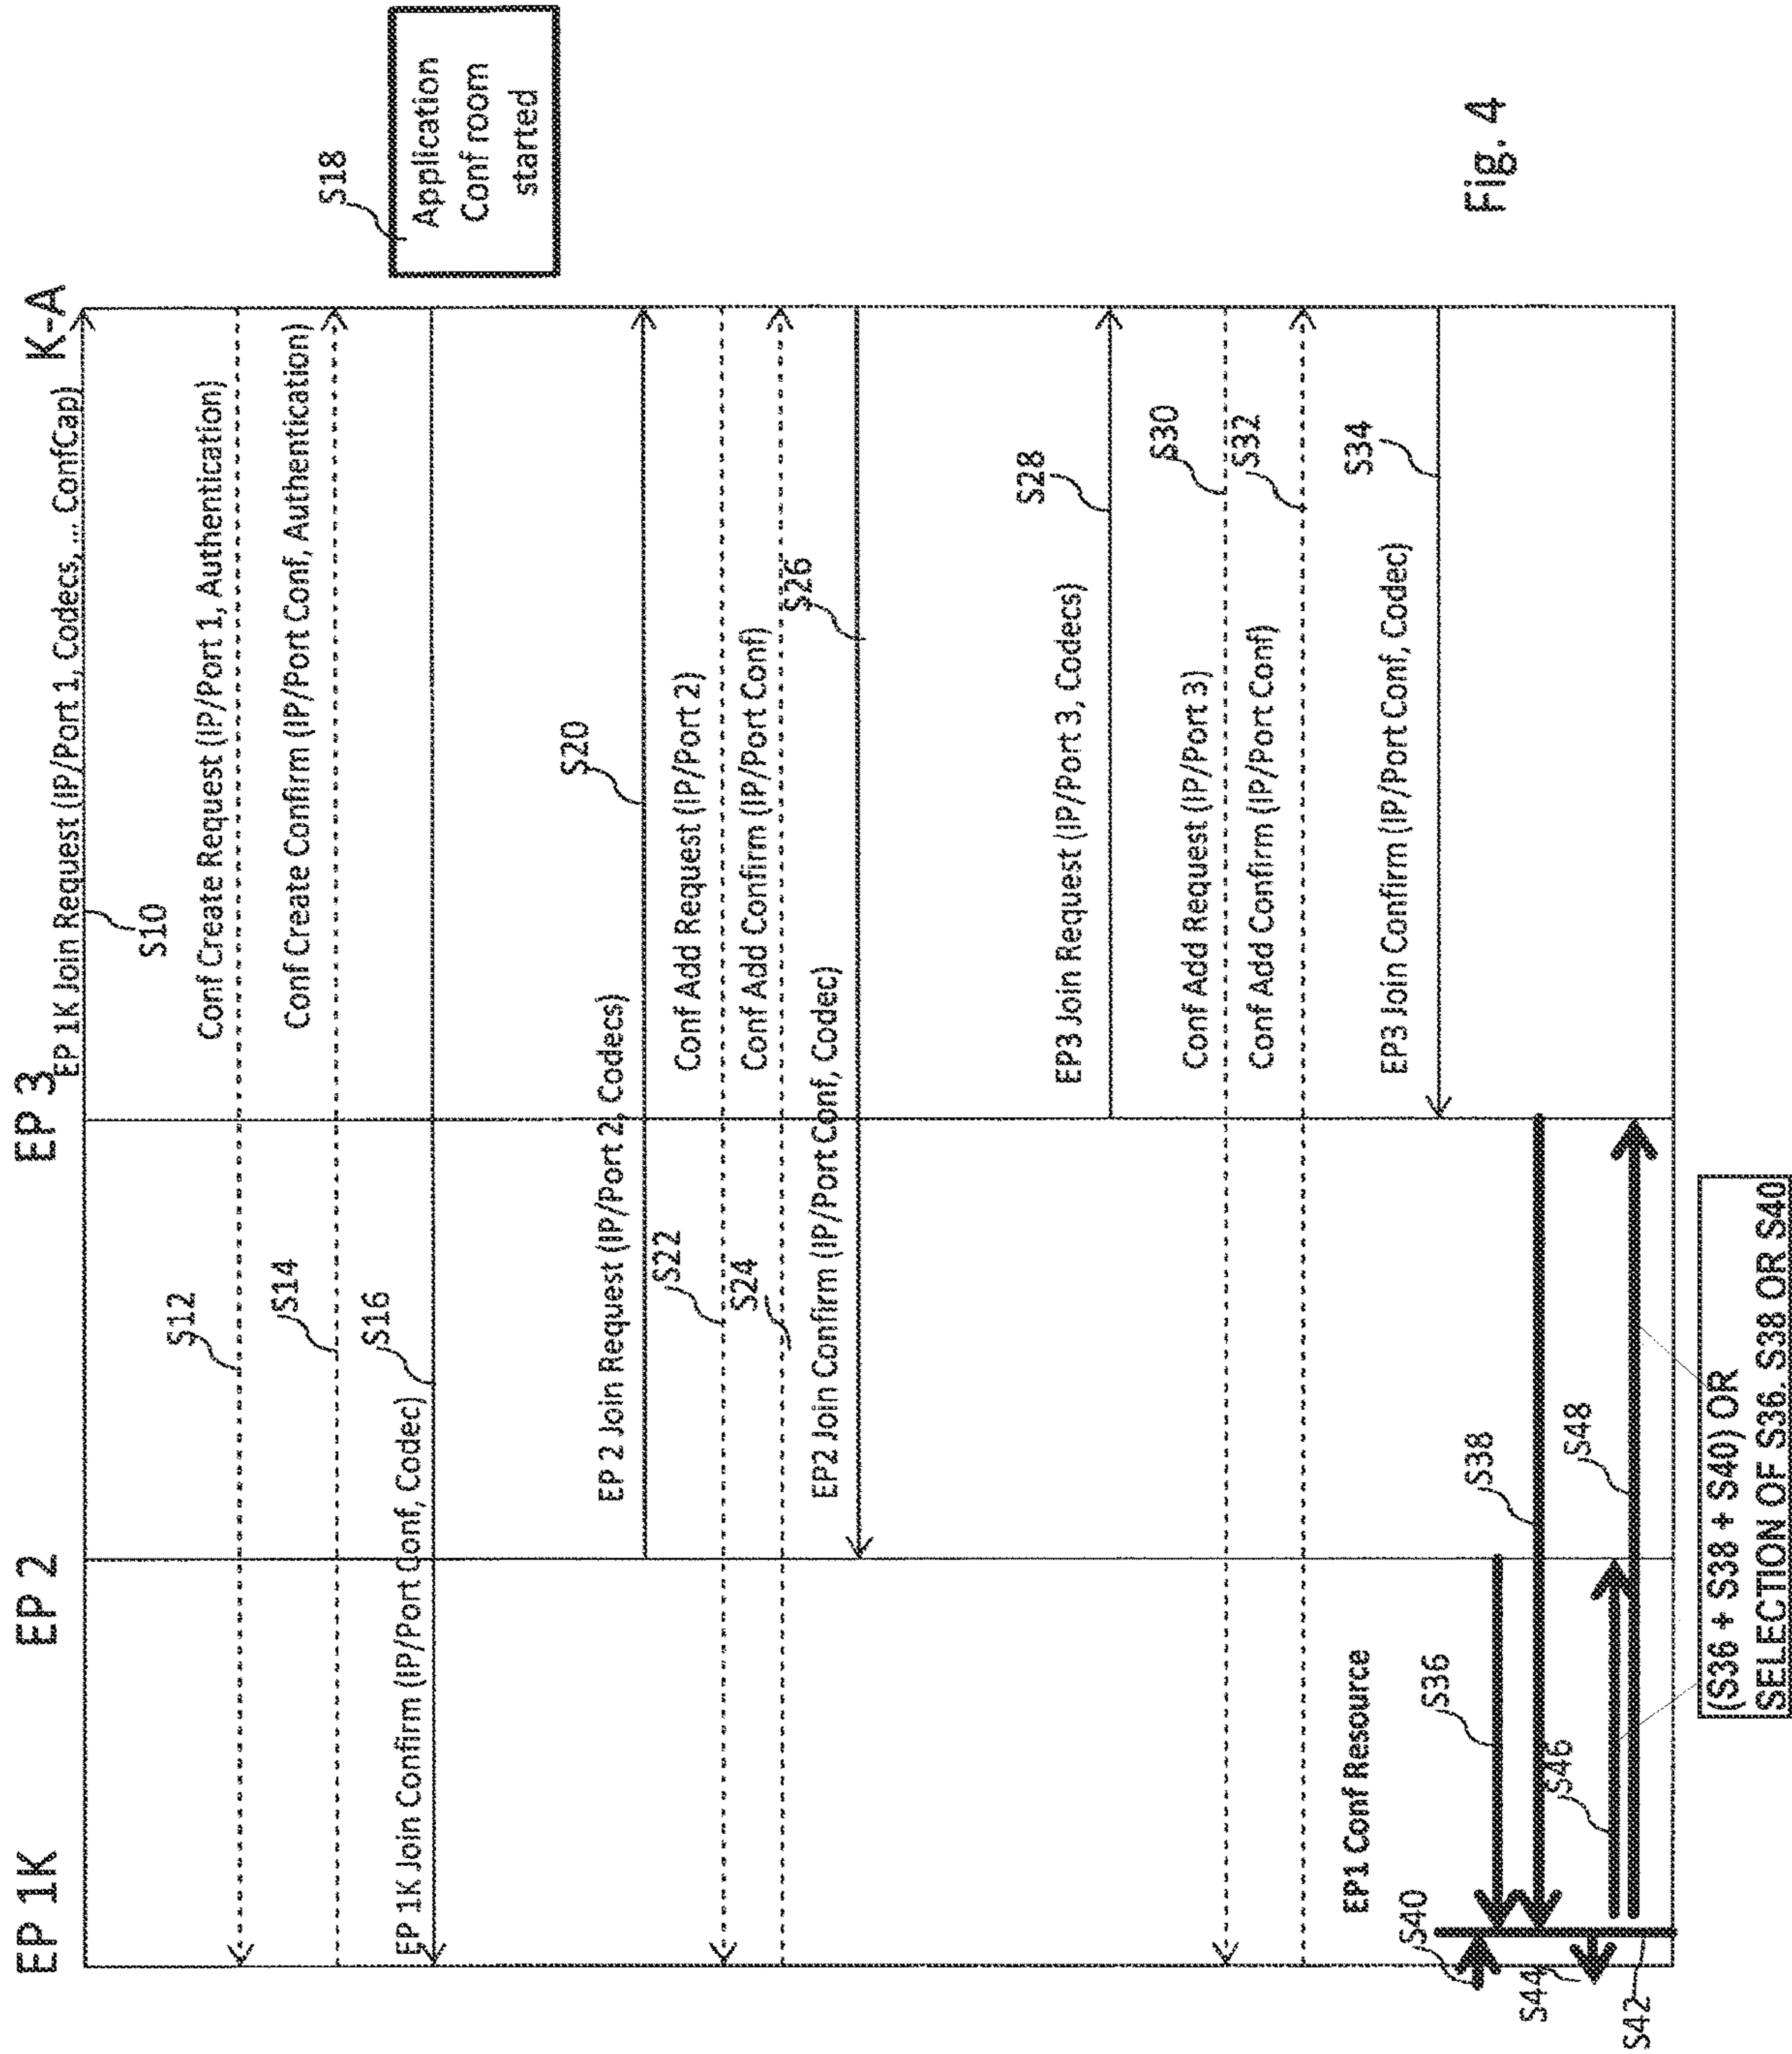 EP 1K
EP 2
EP 3
K-A
EP 1K Join Request (IP/Port 1, Codecs, ... ConfCap)
S10
Conf Create Request (IP/Port 1, Authentication)
S12
Conf Create Confirm (IP/Port Conf, Authentication)
S14
EP 1K Join Confirm (IP/Port Conf, Codec)
S16
S18
Application
Conf room
started
EP 2 Join Request (IP/Port 2, Codecs)
S20
Conf Add Request (IP/Port 2)
S22
Conf Add Confirm (IP/Port Conf)
S24
EP2 Join Confirm (IP/Port Conf, Codec)
S26
EP3 Join Request (IP/Port 3, Codecs)
S28
Conf Add Request (IP/Port 3)
S30
Conf Add Confirm (IP/Port Conf)
S32
EP3 Join Confirm (IP/Port Conf, Codec)
S34
EP1 Conf Resource
S36
S38
S40
S46
S48
S44
S42
(S36 + S38 + S40) OR
SELECTION OF S36. S38 OR S40
Fig. 4